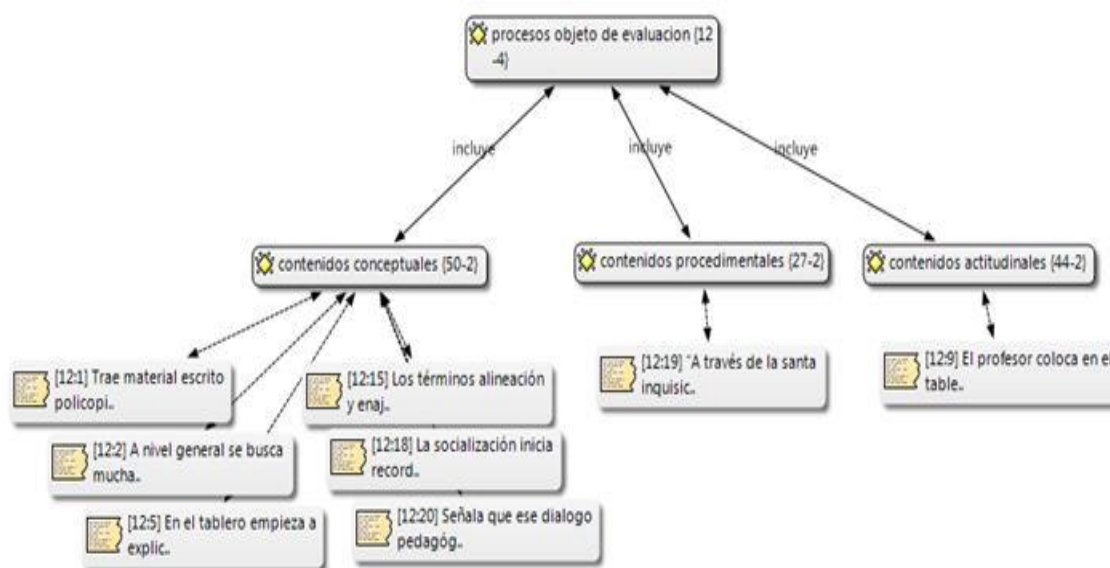 procesos objeto de evaluacion {12
-4}
incluye
incluye
incluye
contenidos conceptuales {50-2}
contenidos procedimentales {27-2}
contenidos actitudinales {44-2}
[12:1] Trae material escrito
policopi..
[12:15] Los términos alineación
y enaj..
[12:19] "A través de la santa
inquisic..
[12:9] El profesor coloca en el
table..
[12:2] A nivel general se busca
mucha..
[12:18] La socialización inicia
record..
[12:5] En el tablero empieza a
explic..
[12:20] Señala que ese dialogo
pedagóg..